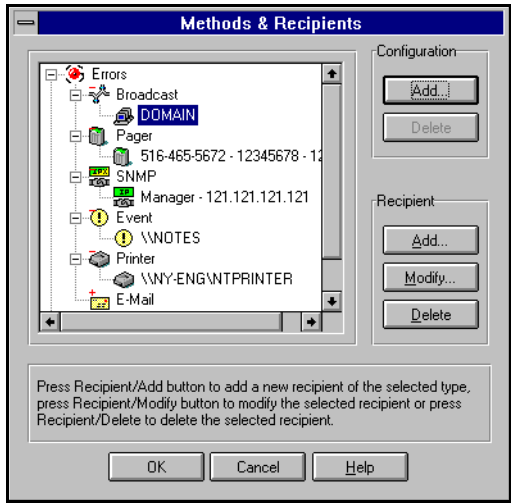 Methods & Recipients
Errors
Broadcast
DOMAIN
Pager
516-465-5672 - 12345678 - 12
SNMP
Manager - 121.121.121.121
Event
\\NOTES
Printer
\\NY-ENG\NTPRINTER
E-Mail
Configuration
Add...
Delete
Recipient
Add...
Modify...
Delete
Press Recipient/Add button to add a new recipient of the selected type,
press Recipient/Modify button to modify the selected recipient or press
Recipient/Delete to delete the selected recipient.
OK
Cancel
Help